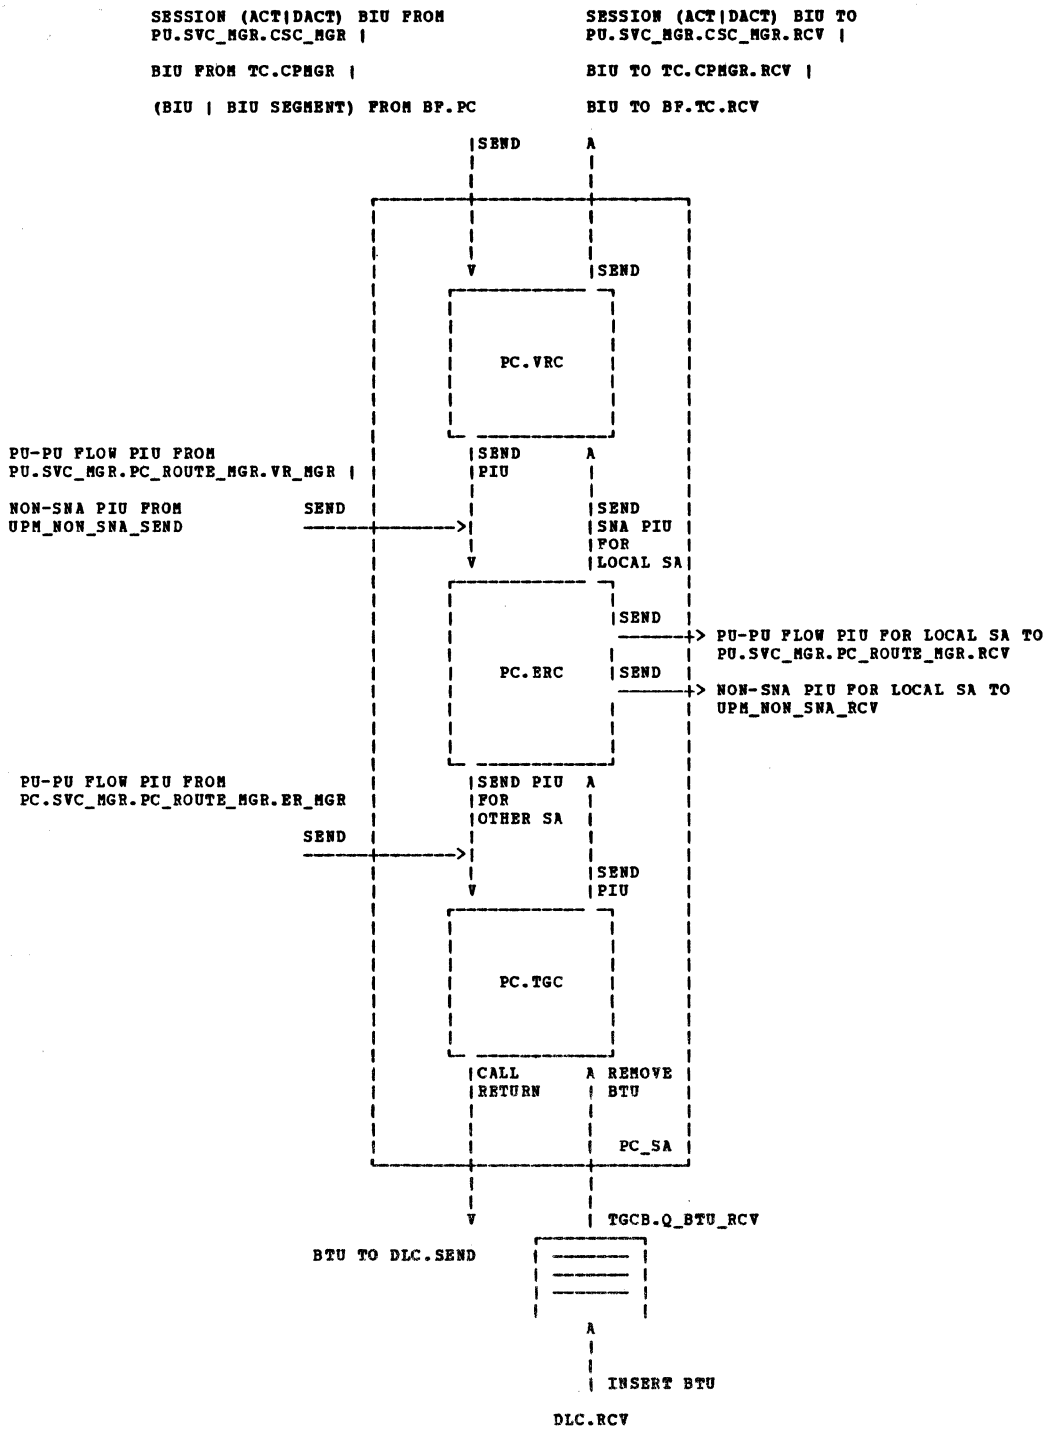 SESSION (ACT|DACT) BIU FROM
PU.SVC_MGR.CSC_MGR |
BIU FROM TC.CPMGR |
(BIU | BIU SEGMENT) FROM BF.PC
SESSION (ACT|DACT) BIU TO
PU.SVC_MGR.CSC_MGR.RCV |
BIU TO TC.CPMGR.RCV |
BIU TO BF.TC.RCV
SEND
SEND
PC.VRC
PU-PU FLOW PIU FROM
PU.SVC_MGR.PC_ROUTE_MGR.VR_MGR |
NON-SNA PIU FROM
UPM_NON_SNA_SEND
SEND
SEND
PIU
SEND
SNA PIU
FOR
LOCAL SA
PC.ERC
SEND
PU-PU FLOW PIU FOR LOCAL SA TO
PU.SVC_MGR.PC_ROUTE_MGR.RCV
SEND
NON-SNA PIU FOR LOCAL SA TO
UPM_NON_SNA_RCV
PU-PU FLOW PIU FROM
PC.SVC_MGR.PC_ROUTE_MGR.ER_MGR
SEND
SEND PIU
FOR
OTHER SA
SEND
PIU
PC.TGC
CALL
RETURN
REMOVE
BTU
PC_SA
TGCB.Q_BTU_RCV
BTU TO DLC.SEND
INSERT BTU
DLC.RCV